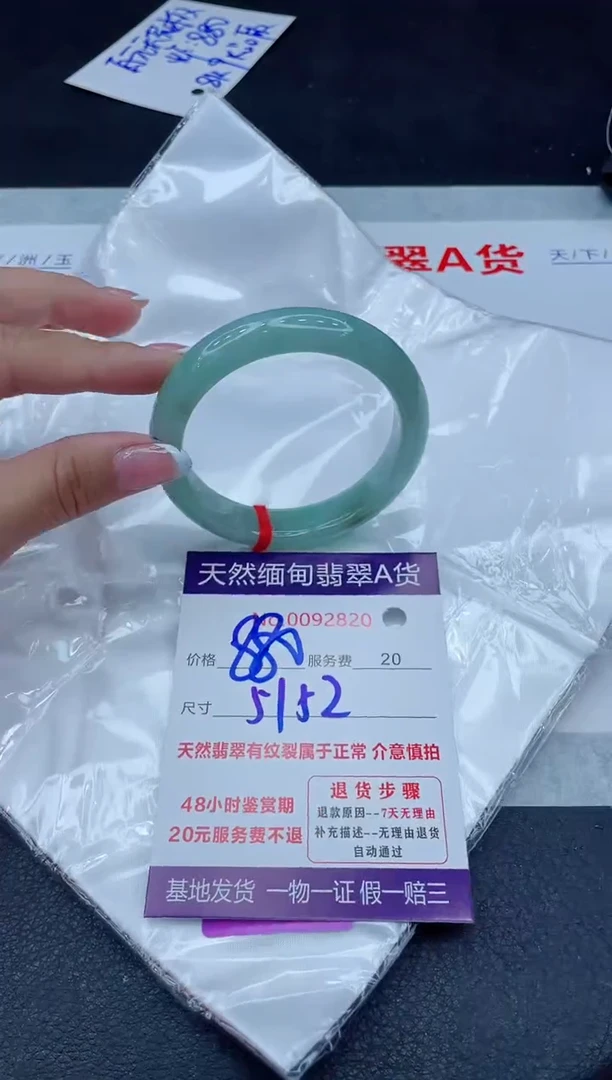 880
玉/洲/
翠A货
天/下/
天然缅甸翡翠A货
No.0092820
价格 880 服务费 20
尺寸 51 52
天然翡翠有纹裂属于正常 介意慎拍
48小时鉴赏期
20元服务费不退
退货步骤
退款原因--7天无理由
补充描述--无理由退货
自动通过
基地发货 一物一证 假一赔三